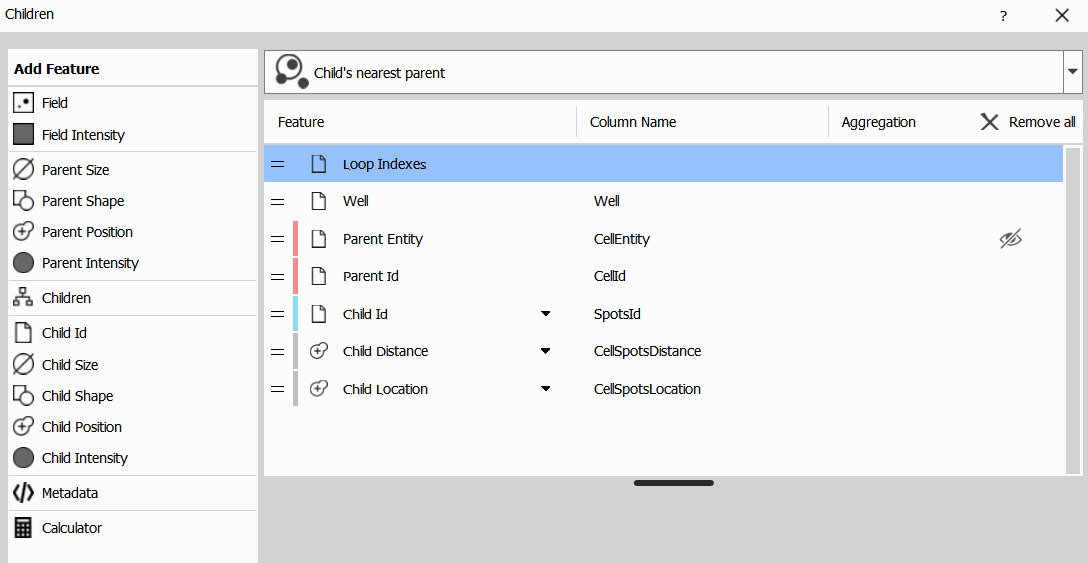 Children
?
Add Feature
Field
Field Intensity
Parent Size
Parent Shape
Parent Position
Parent Intensity
Children
Child Id
Child Size
Child Shape
Child Position
Child Intensity
Metadata
Calculator
Child's nearest parent
Feature Column Name Aggregation Remove all
Loop Indexes
Well Well
Parent Entity CellEntity
Parent Id CellId
Child Id SpotsId
Child Distance CellSpotsDistance
Child Location CellSpotsLocation